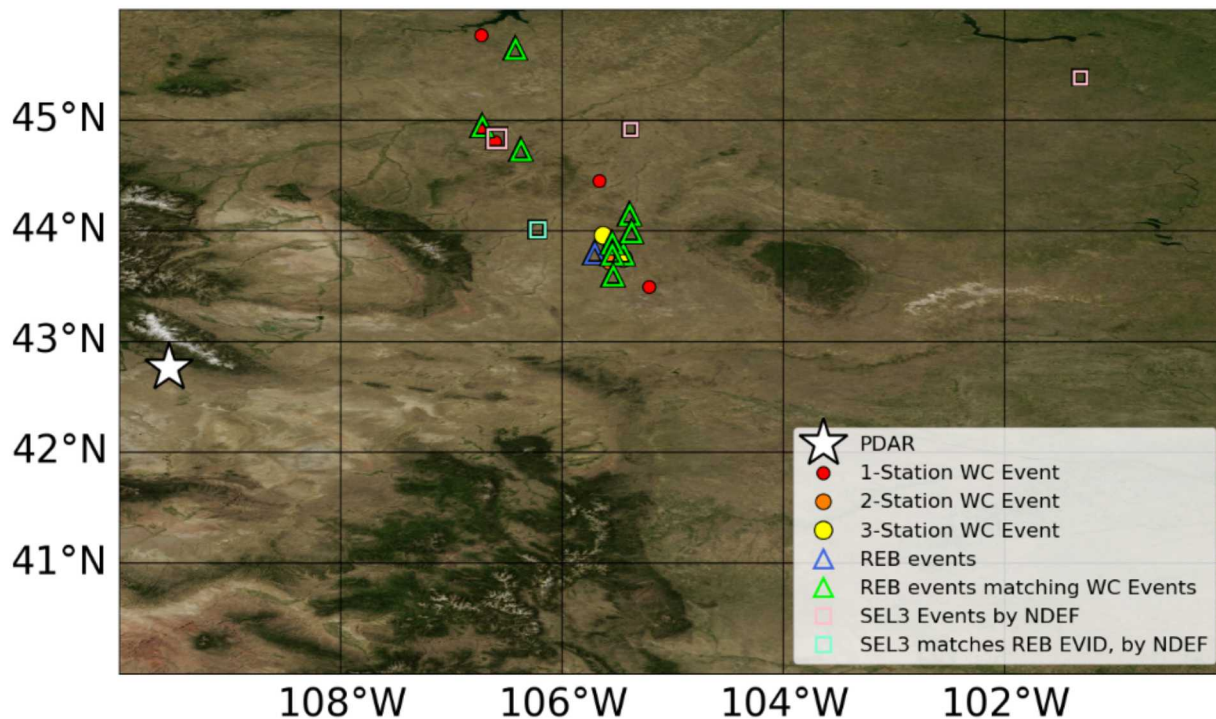 45°N
44°N
43°N
42°N
41°N
PDAR
1-Station WC Event
2-Station WC Event
3-Station WC Event
REB events
REB events matching WC Events
SEL3 Events by NDEF
SEL3 matches REB EVID, by NDEF
108°W 106°W 104°W 102°W